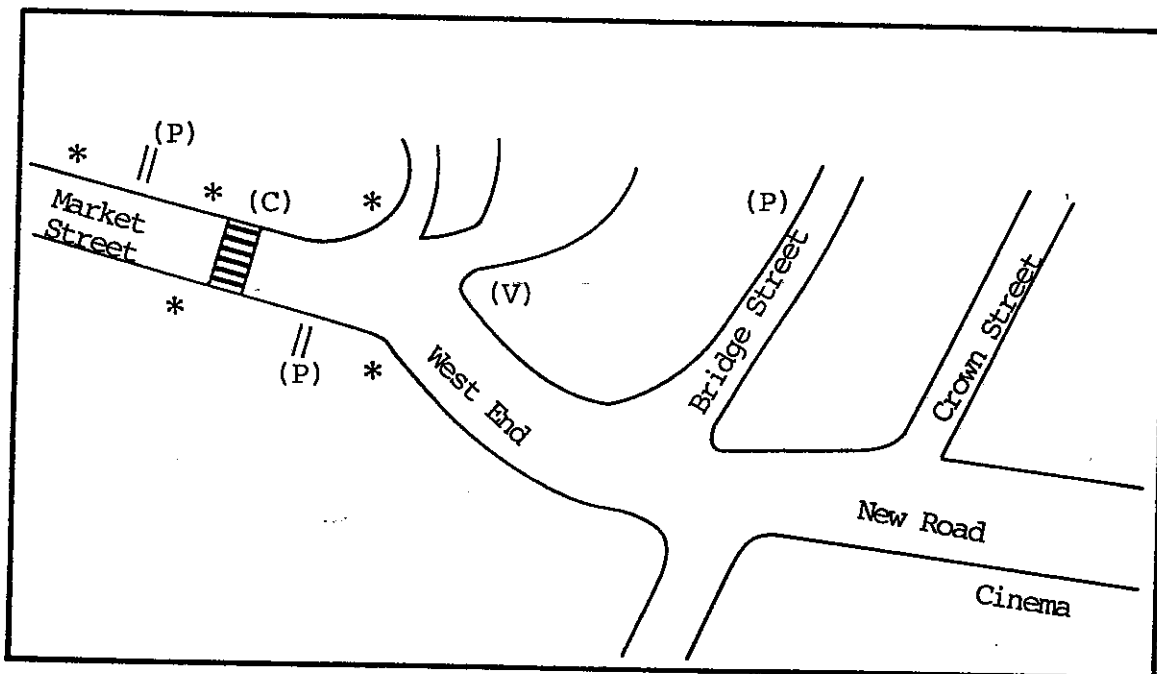 (P)
*
*
(C)
*
Market
Street
(P)
*
(V)
(P)
*
West End
Bridge Street
Crown Street
New Road
Cinema